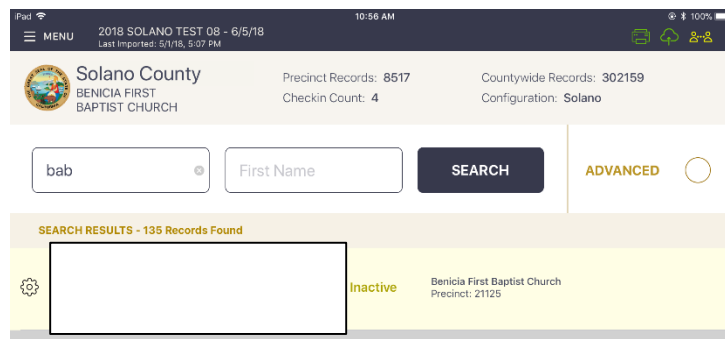 iPad 10:56 AM 100%
MENU 2018 SOLANO TEST 08 - 6/5/18
Last Imported: 5/1/18, 5:07 PM
Solano County
BENICIA FIRST
BAPTIST CHURCH
Precinct Records: 8517
Checkin Count: 4
Countywide Records: 302159
Configuration: Solano
bab
First Name
SEARCH
ADVANCED
SEARCH RESULTS - 135 Records Found
Inactive
Benicia First Baptist Church
Precinct: 21125